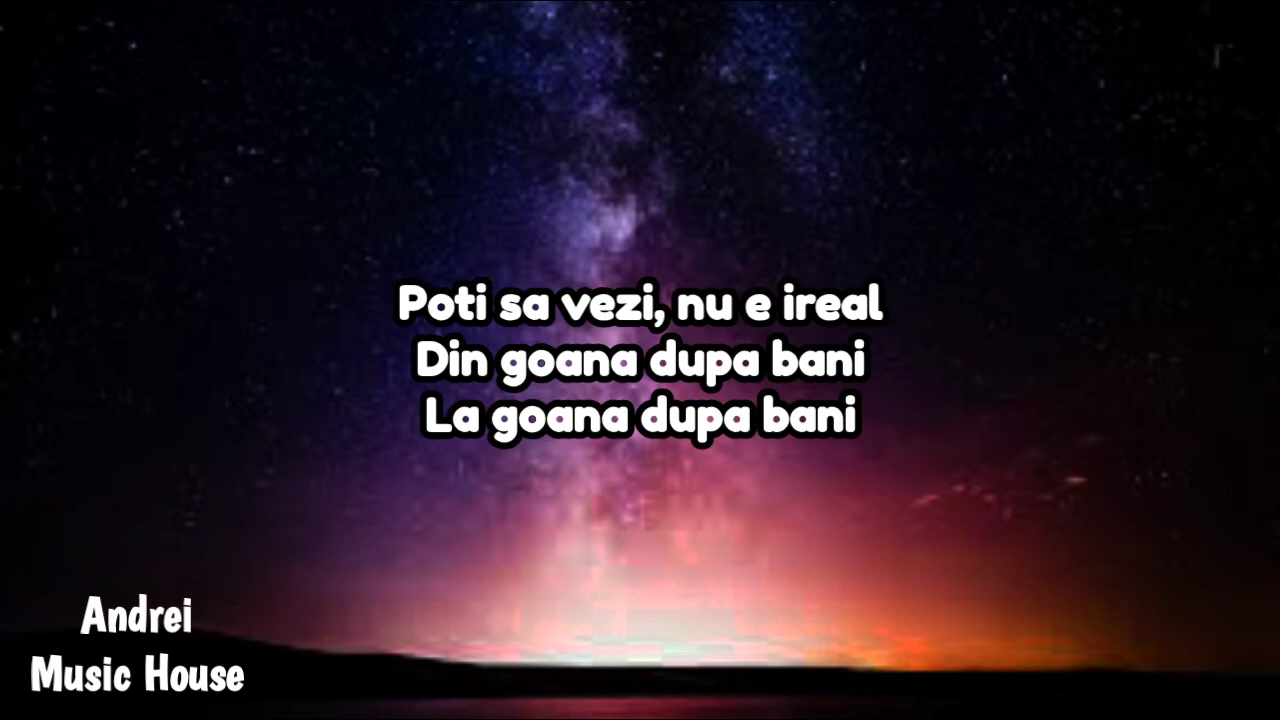 Poti sa vezi, nu e ireal
Din goana dupa bani
La goana dupa bani
Andrei
Music House